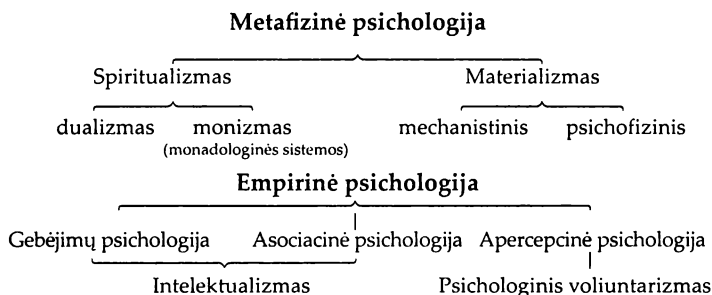 Metafizinė psichologija
Spiritualizmas Materializmas
dualizmas monizmas mechanistinis psichofizinis
(monadologinės sistemos)
Empirinė psichologija
Gebėjimų psichologija Asociacinė psichologija Apercepcinė psichologija
Intelektualizmas Psichologinis voliuntarizmas